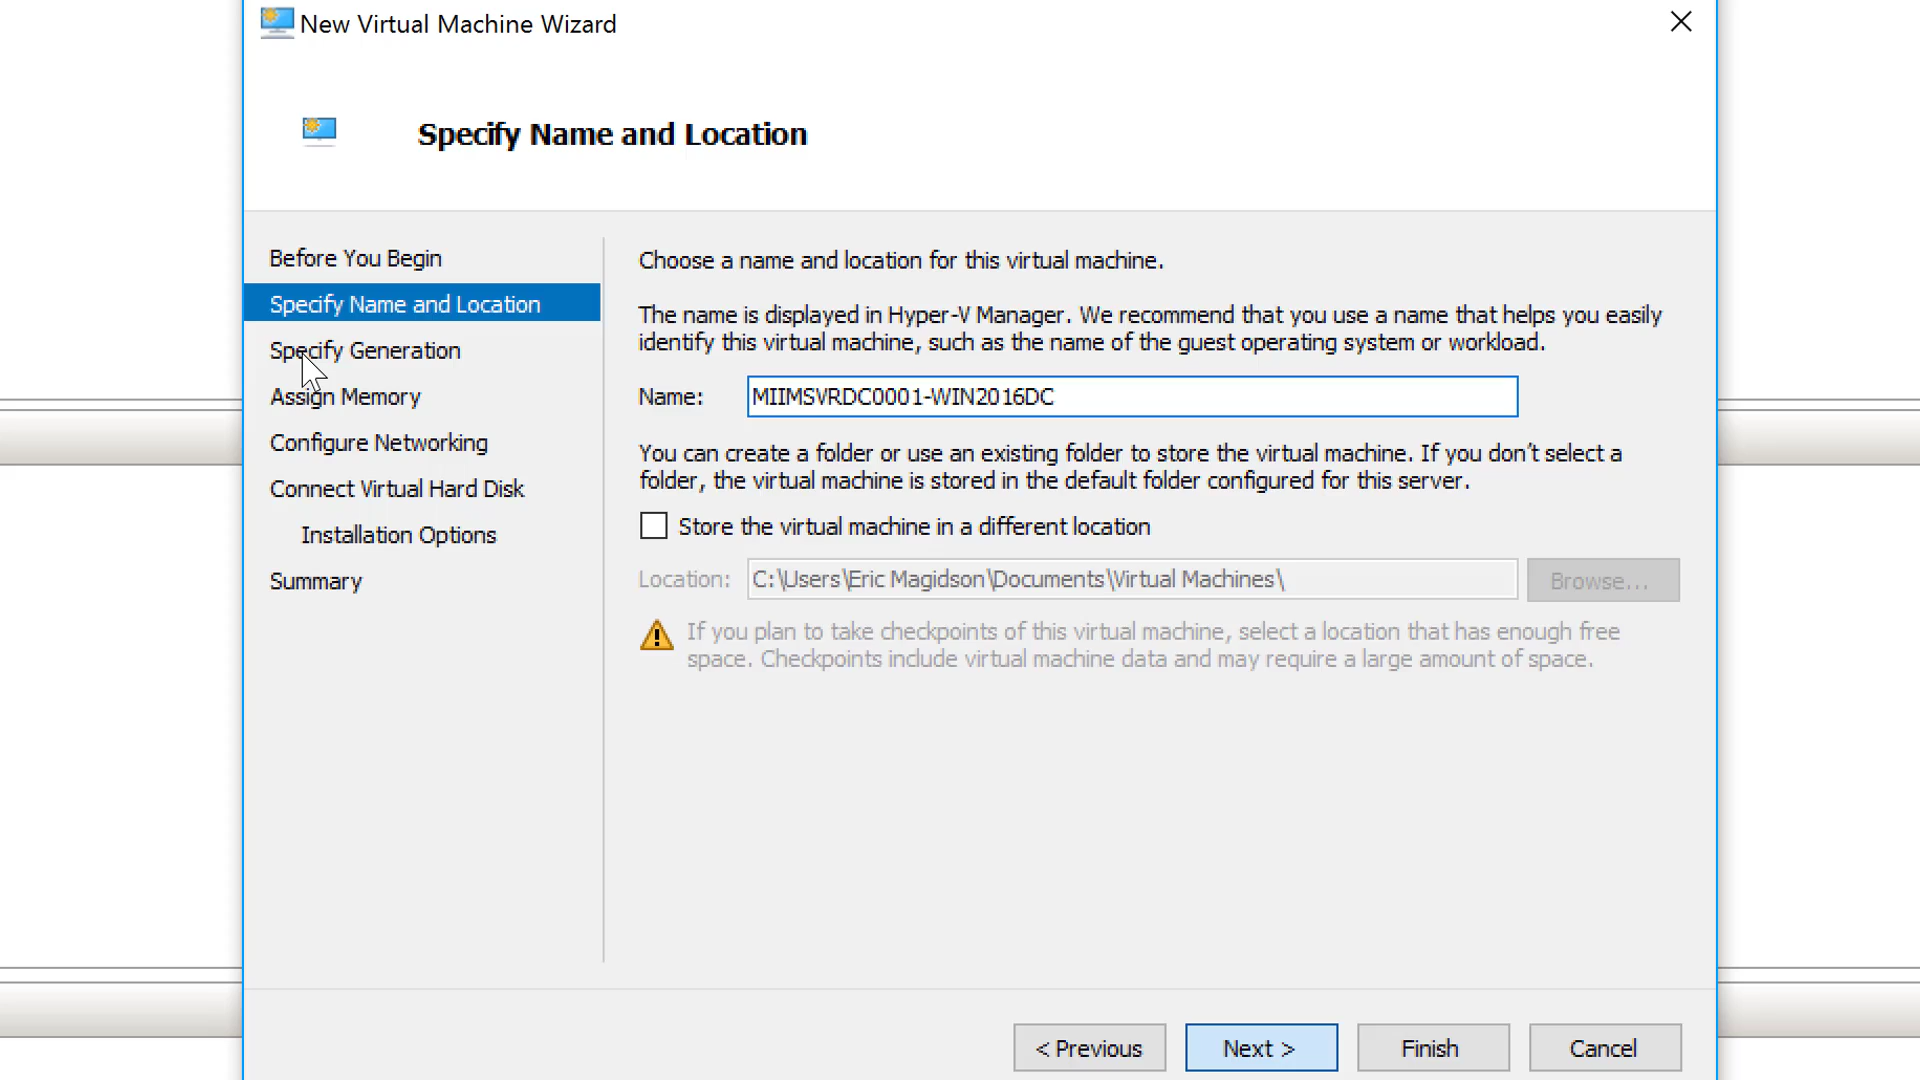 New Virtual Machine Wizard
Specify Name and Location
Before You Begin
Specify Name and Location
Specify Generation
Assign Memory
Configure Networking
Connect Virtual Hard Disk
Installation Options
Summary
Choose a name and location for this virtual machine.
The name is displayed in Hyper-V Manager. We recommend that you use a name that helps you easily
identify this virtual machine, such as the name of the guest operating system or workload.
Name: MIIMSVRDC0001-WIN2016DC
You can create a folder or use an existing folder to store the virtual machine. If you don't select a
folder, the virtual machine is stored in the default folder configured for this server.
Store the virtual machine in a different location
Location: C:\Users\Eric Magidson\Documents\Virtual Machines\ Browse...
If you plan to take checkpoints of this virtual machine, select a location that has enough free
space. Checkpoints include virtual machine data and may require a large amount of space.
< Previous Next > Finish Cancel